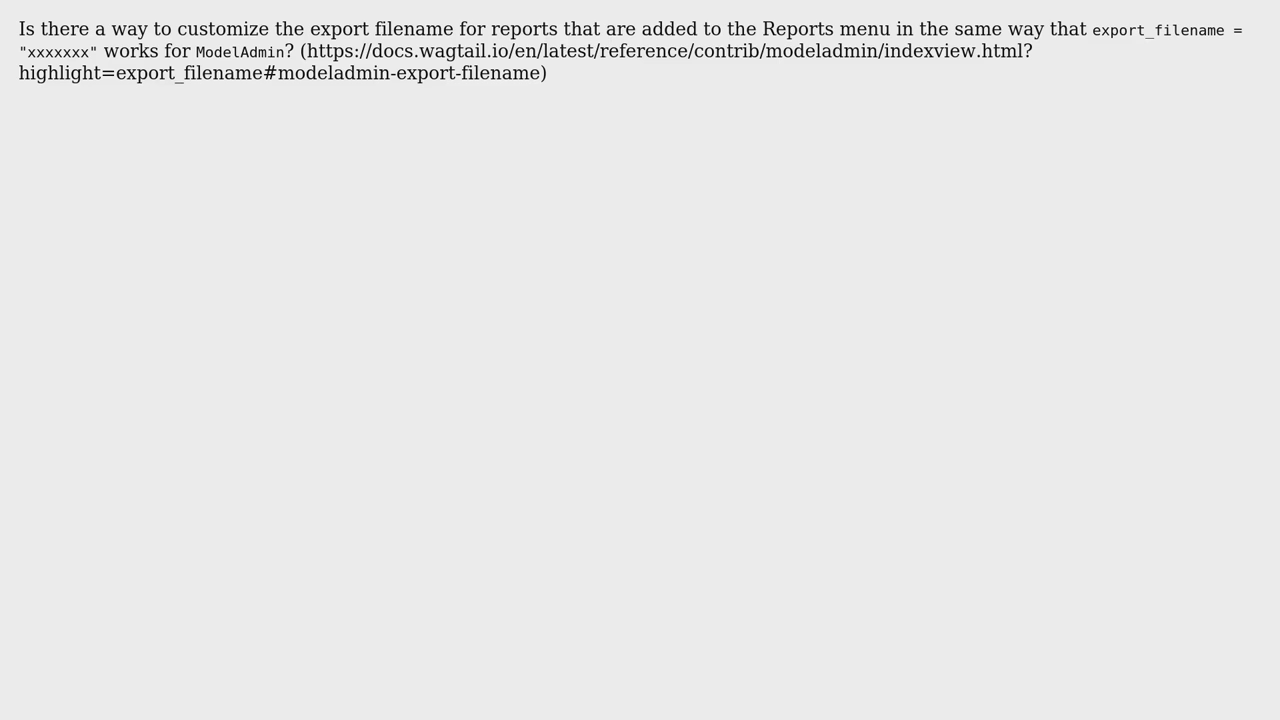 Is there a way to customize the export filename for reports that are added to the Reports menu in the same way that export_filename =
"xxxxxxx" works for ModelAdmin? (https://docs.wagtail.io/en/latest/reference/contrib/modeladmin/indexview.html?
highlight=export_filename#modeladmin-export-filename)